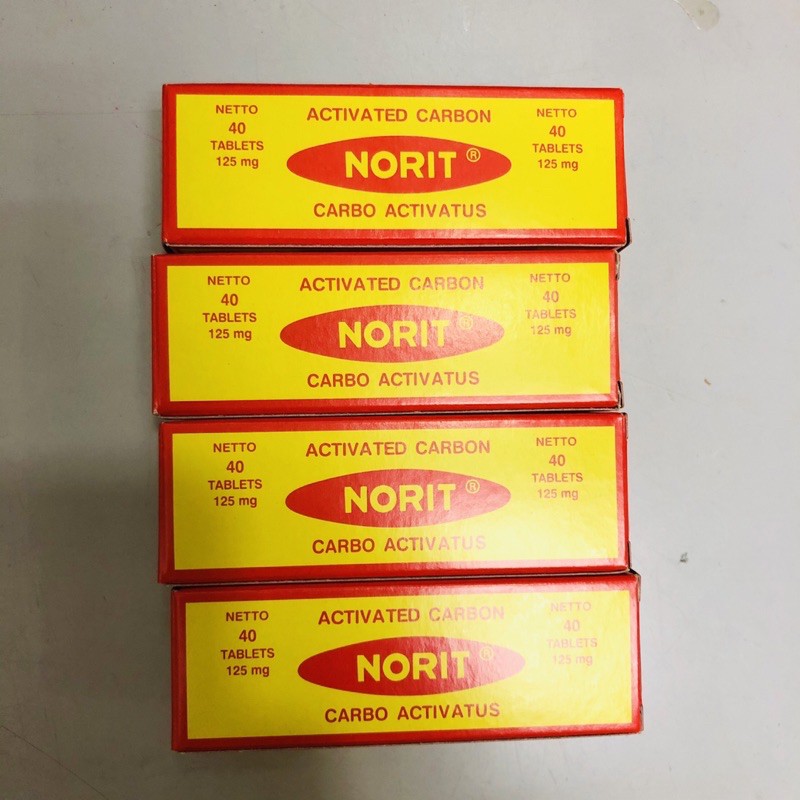 NETTO
40
TABLETS
125 mg
ACTIVATED CARBON
NORIT®
CARBO ACTIVATUS
NETTO
40
TABLETS
125 mg
NETTO
40
TABLETS
125 mg
ACTIVATED CARBON
NORIT®
CARBO ACTIVATUS
NETTO
40
TABLETS
125 mg
NETTO
40
TABLETS
125 mg
ACTIVATED CARBON
NORIT®
CARBO ACTIVATUS
NETTO
40
TABLETS
125 mg
NETTO
40
TABLETS
125 mg
ACTIVATED CARBON
NORIT®
CARBO ACTIVATUS
NETTO
40
TABLETS
125 mg